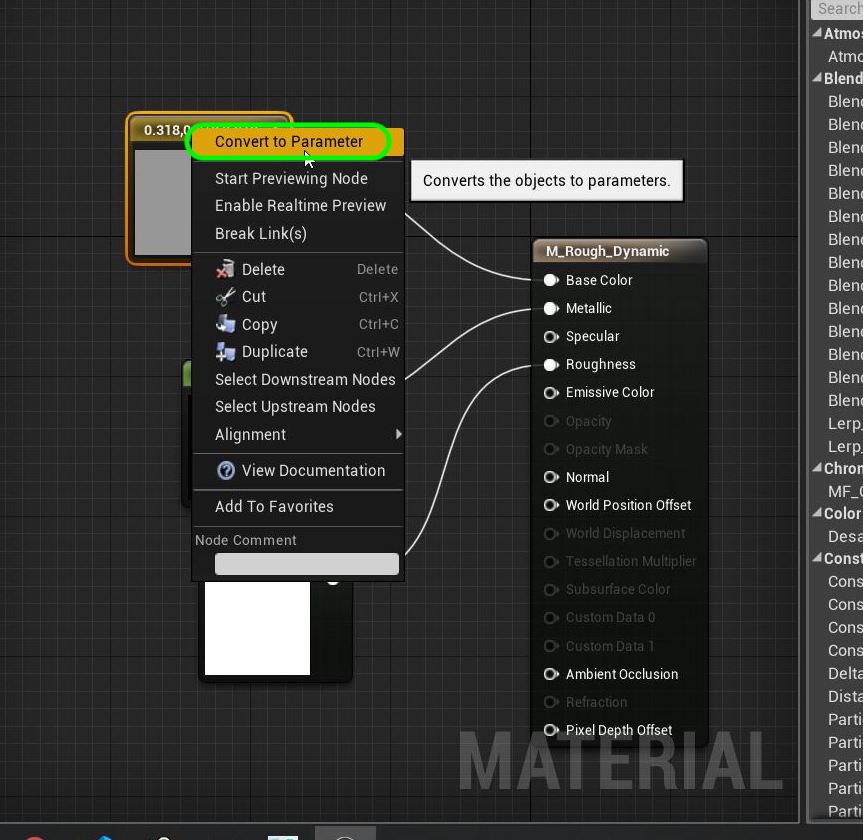 Search
Atmo
Atmo
Blend
Blen
Blen
Blen
Blen
Blen
Blen
Blen
Blen
Blen
Blen
Blen
Blen
Blen
Blen
Lerp_
Lerp_
Chro
MF_
Color
Desa
Const
Cons
Cons
Cons
Cons
Delta
Dista
Parti
Parti
Parti
Parti
Parti
0.318,0
Convert to Parameter
Start Previewing Node
Enable Realtime Preview
Break Link(s)
Delete Delete
Cut Ctrl+X
Copy Ctrl+C
Duplicate Ctrl+W
Select Downstream Nodes
Select Upstream Nodes
Alignment
View Documentation
Add To Favorites
Node Comment
Converts the objects to parameters.
M_Rough_Dynamic
Base Color
Metallic
Specular
Roughness
Emissive Color
Opacity
Opacity Mask
Normal
World Position Offset
World Displacement
Tessellation Multiplier
Subsurface Color
Custom Data 0
Custom Data 1
Ambient Occlusion
Refraction
Pixel Depth Offset
MATERIAL